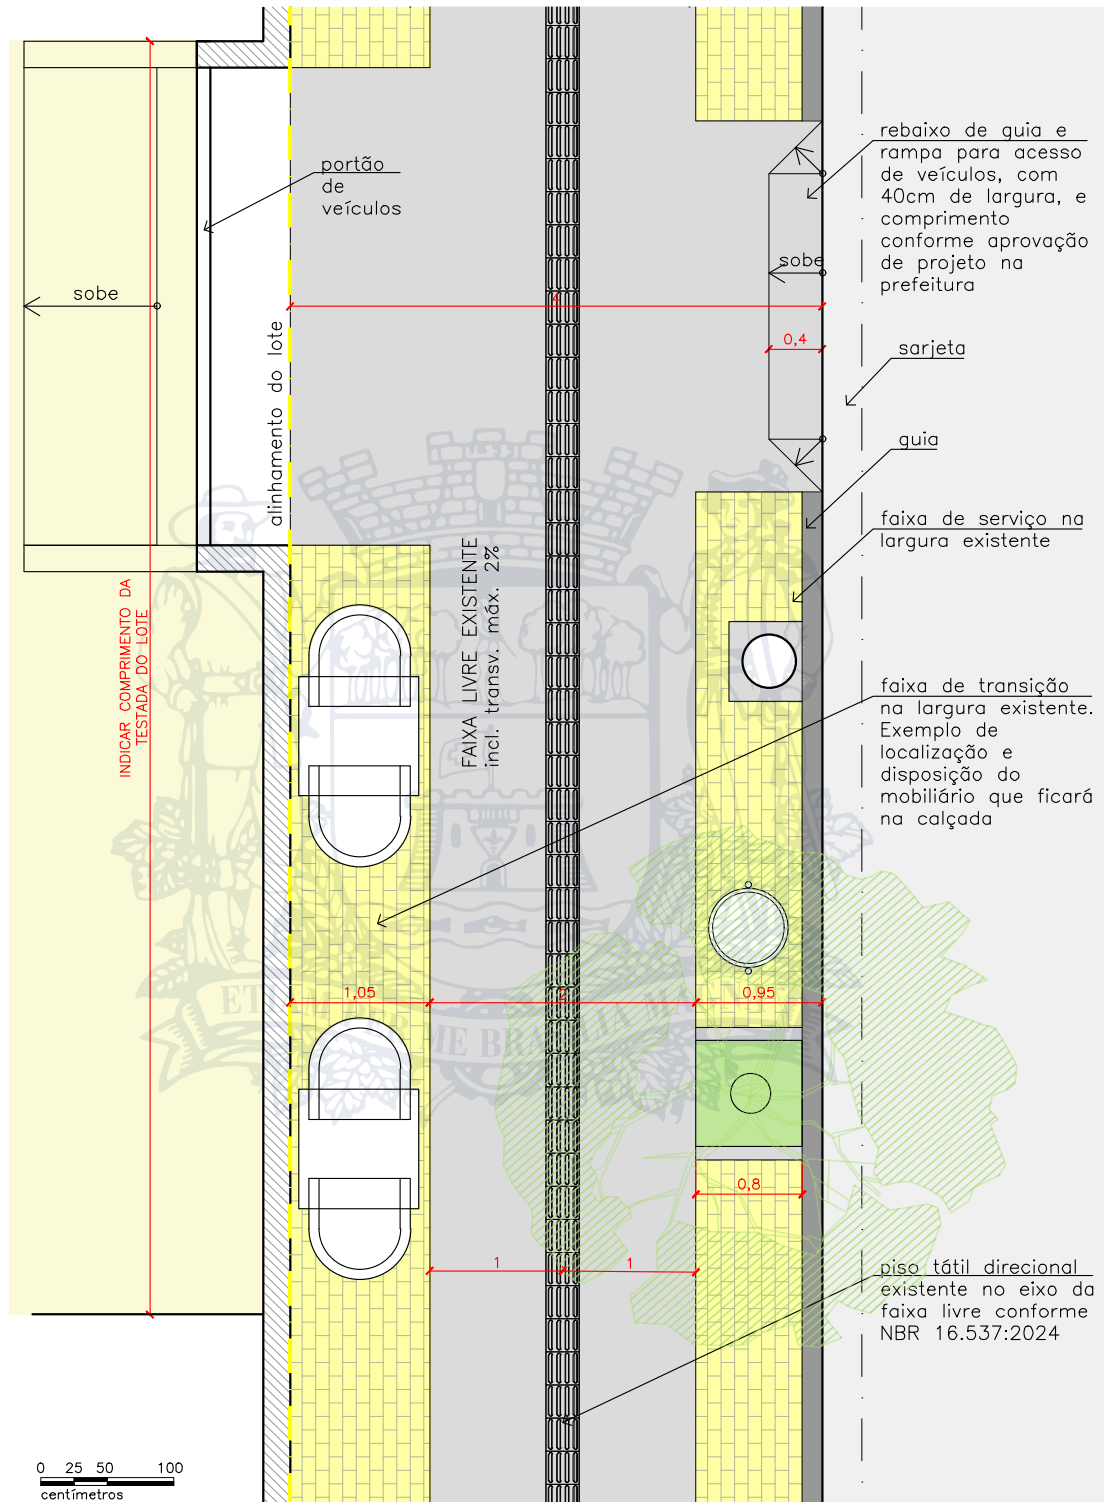 rebaixo de guia e
rampa para acesso
de veículos, com
40cm de largura, e
comprimento
conforme aprovação
de projeto na
prefeitura
portão
de
veículos
sobe
sobe
4
0,4
alinhamento do lote
sarjeta
guia
faixa de serviço na
largura existente
FAIXA LIVRE EXISTENTE
incl. transv. máx. 2%
INDICAR COMPRIMENTO DA
TESTADA DO LOTE
faixa de transição
na largura existente.
Exemplo de
localização e
disposição do
mobiliário que ficará
na calçada
1,05
2
0,95
0,8
1
1
piso tátil direcional
existente no eixo da
faixa livre conforme
NBR 16.537:2024
0 25 50 100
centímetros